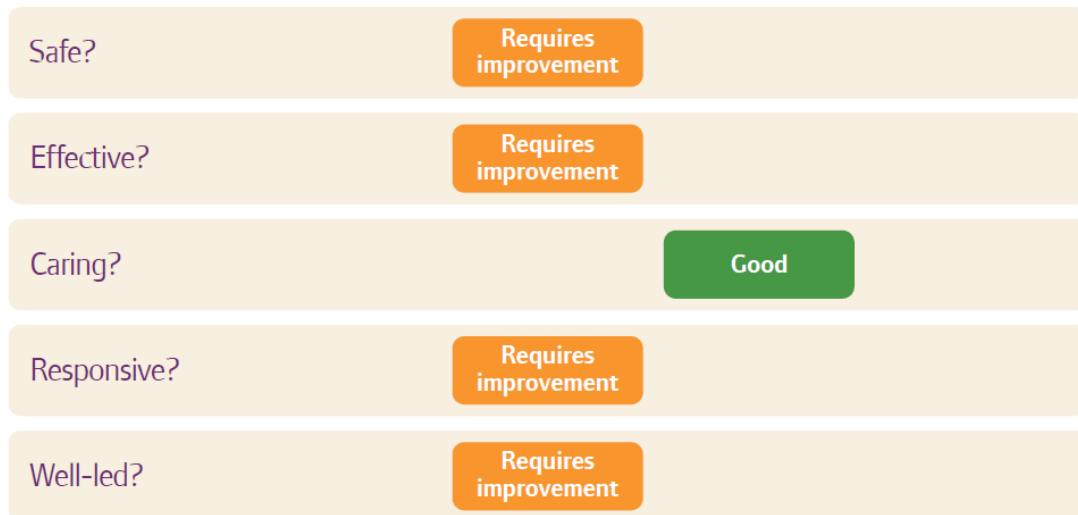 Safe?
Requires
improvement
Effective?
Requires
improvement
Caring?
Good
Responsive?
Requires
improvement
Well-led?
Requires
improvement